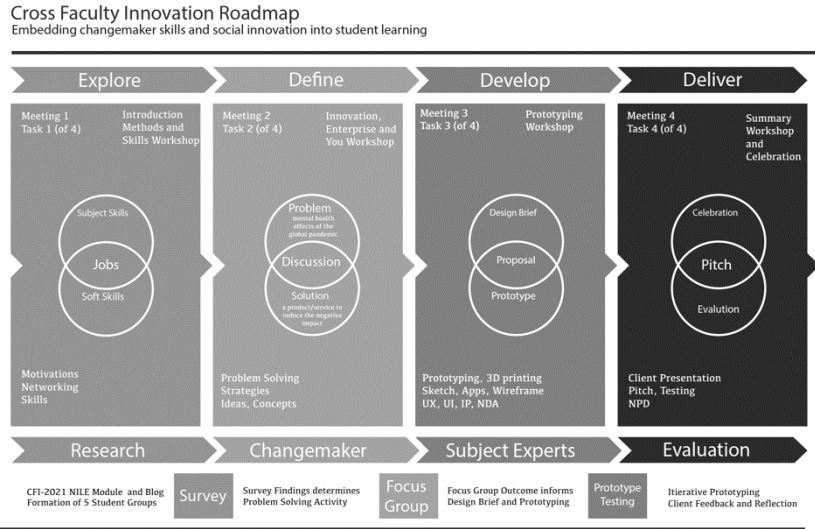 Cross Faculty Innovation Roadmap
Embedding changemaker skills and social innovation into student learning
Explore
Define
Develop
Deliver
Meeting 1
Task 1 (of 4)
Introduction
Methods and
Skills Workshop
Subject Skills
Jobs
Soft Skills
Motivations
Networking
Skills
Meeting 2
Task 2 (of 4)
Innovation,
Enterprise and
You Workshop
Problem
mental health
effects of the
global pandemic
Discussion
Solution
a product/service to
reduce the negative
impact
Problem Solving
Strategies
Ideas, Concepts
Meeting 3
Task 3 (of 4)
Prototyping
Workshop
Design Brief
Proposal
Prototype
Prototyping, 3D printing
Sketch, Apps, Wireframe
UX, UI, IP, NDA
Meeting 4
Task 4 (of 4)
Summary
Workshop
and
Celebration
Celebration
Pitch
Evalution
Client Presentation
Pitch, Testing
NPD
Research
Changemaker
Subject Experts
Evaluation
CFI-2021 NILE Module and Blog
Formation of 5 Student Groups
Survey
Survey Findings determines
Problem Solving Activity
Focus
Group
Focus Group Outcome informs
Design Brief and Prototyping
Prototype
Testing
Itierative Prototyping
Client Feedback and Reflection